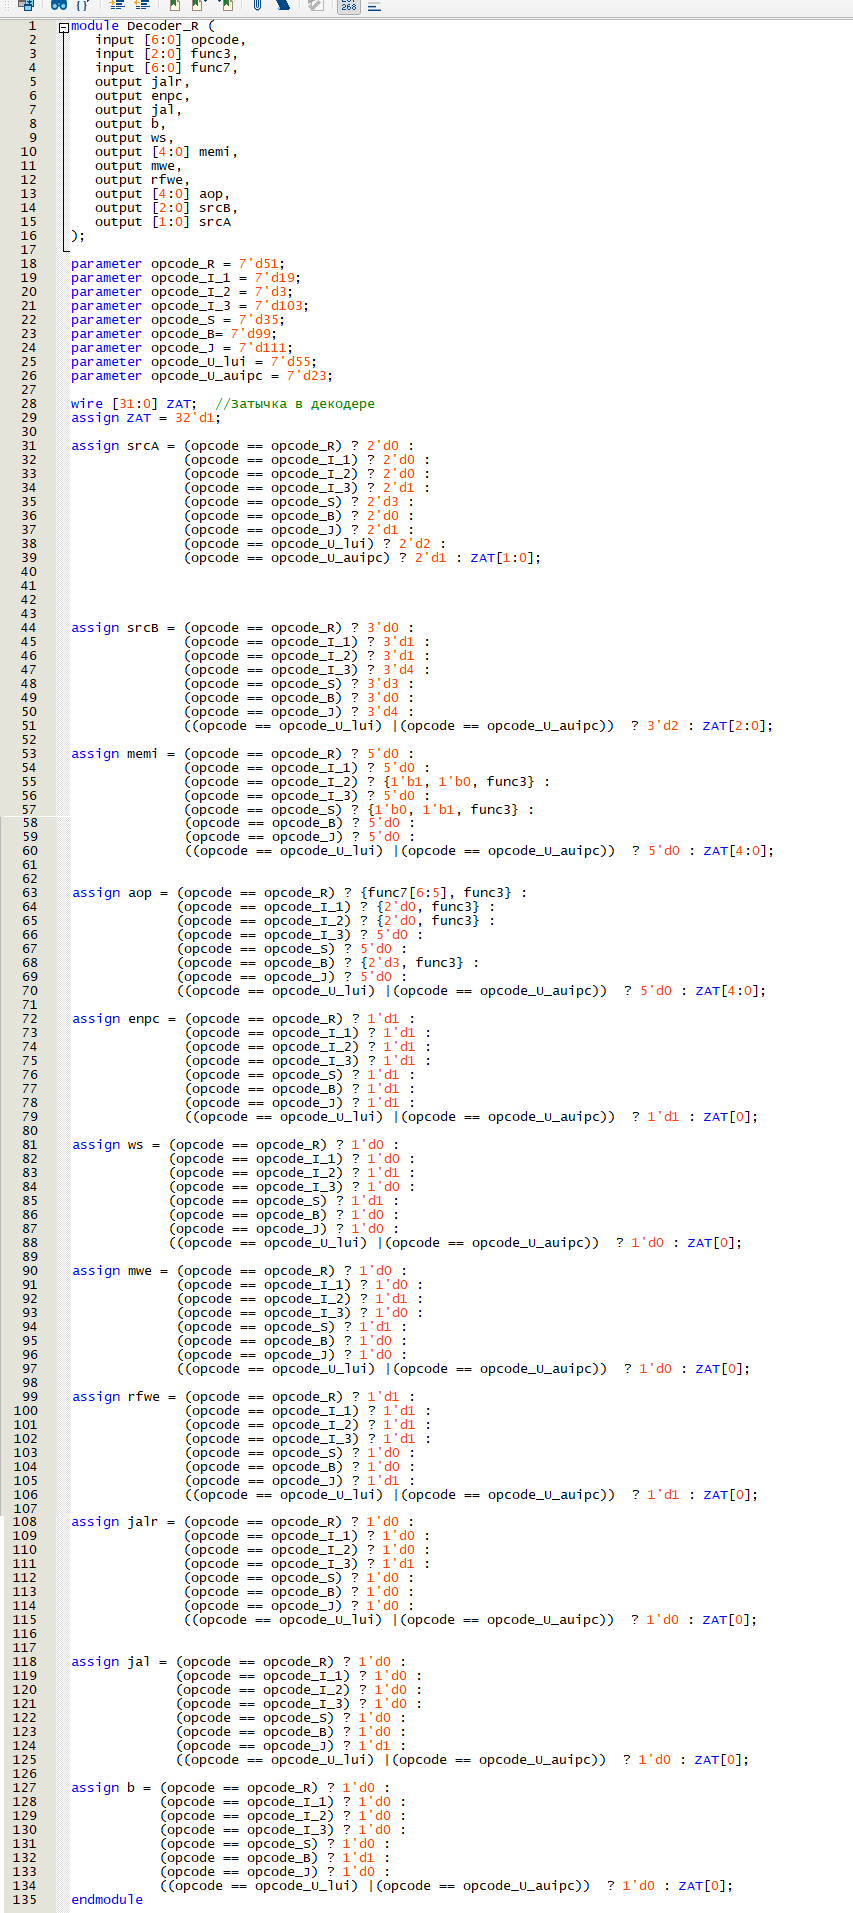 268
1 module Decoder_R (
2 input [6:0] opcode,
3 input [2:0] func3,
4 input [6:0] func7,
5 output jalr,
6 output enpc,
7 output jal,
8 output b,
9 output ws,
10 output [4:0] memi,
11 output mwe,
12 output rfwe,
13 output [4:0] aop,
14 output [2:0] srcB,
15 output [1:0] srcA
16 );
17
18 parameter opcode_R = 7'd51;
19 parameter opcode_I_1 = 7'd19;
20 parameter opcode_I_2 = 7'd3;
21 parameter opcode_I_3 = 7'd103;
22 parameter opcode_S = 7'd35;
23 parameter opcode_B= 7'd99;
24 parameter opcode_J = 7'd111;
25 parameter opcode_U_lui = 7'd55;
26 parameter opcode_U_auipc = 7'd23;
27
28 wire [31:0] ZAT; //Затычка в декодере
29 assign ZAT = 32'd1;
30
31 assign srcA = (opcode == opcode_R) ? 2'd0 :
32 (opcode == opcode_I_1) ? 2'd0 :
33 (opcode == opcode_I_2) ? 2'd0 :
34 (opcode == opcode_I_3) ? 2'd1 :
35 (opcode == opcode_S) ? 2'd3 :
36 (opcode == opcode_B) ? 2'd0 :
37 (opcode == opcode_J) ? 2'd1 :
38 (opcode == opcode_U_lui) ? 2'd2 :
39 (opcode == opcode_U_auipc) ? 2'd1 : ZAT[1:0];
40
41
42
43
44 assign srcB = (opcode == opcode_R) ? 3'd0 :
45 (opcode == opcode_I_1) ? 3'd1 :
46 (opcode == opcode_I_2) ? 3'd1 :
47 (opcode == opcode_I_3) ? 3'd4 :
48 (opcode == opcode_S) ? 3'd3 :
49 (opcode == opcode_B) ? 3'd0 :
50 (opcode == opcode_J) ? 3'd4 :
51 ((opcode == opcode_U_lui) |(opcode == opcode_U_auipc)) ? 3'd2 : ZAT[2:0];
52
53 assign memi = (opcode == opcode_R) ? 5'd0 :
54 (opcode == opcode_I_1) ? 5'd0 :
55 (opcode == opcode_I_2) ? {1'b1, 1'b0, func3} :
56 (opcode == opcode_I_3) ? 5'd0 :
57 (opcode == opcode_S) ? {1'b0, 1'b1, func3} :
58 (opcode == opcode_B) ? 5'd0 :
59 (opcode == opcode_J) ? 5'd0 :
60 ((opcode == opcode_U_lui) |(opcode == opcode_U_auipc)) ? 5'd0 : ZAT[4:0];
61
62
63 assign aop = (opcode == opcode_R) ? {func7[6:5], func3} :
64 (opcode == opcode_I_1) ? {2'd0, func3} :
65 (opcode == opcode_I_2) ? {2'd0, func3} :
66 (opcode == opcode_I_3) ? 5'd0 :
67 (opcode == opcode_S) ? 5'd0 :
68 (opcode == opcode_B) ? {2'd3, func3} :
69 (opcode == opcode_J) ? 5'd0 :
70 ((opcode == opcode_U_lui) |(opcode == opcode_U_auipc)) ? 5'd0 : ZAT[4:0];
71
72 assign enpc = (opcode == opcode_R) ? 1'd1 :
73 (opcode == opcode_I_1) ? 1'd1 :
74 (opcode == opcode_I_2) ? 1'd1 :
75 (opcode == opcode_I_3) ? 1'd1 :
76 (opcode == opcode_S) ? 1'd1 :
77 (opcode == opcode_B) ? 1'd1 :
78 (opcode == opcode_J) ? 1'd1 :
79 ((opcode == opcode_U_lui) |(opcode == opcode_U_auipc)) ? 1'd1 : ZAT[0];
80
81 assign ws = (opcode == opcode_R) ? 1'd0 :
82 (opcode == opcode_I_1) ? 1'd0 :
83 (opcode == opcode_I_2) ? 1'd1 :
84 (opcode == opcode_I_3) ? 1'd0 :
85 (opcode == opcode_S) ? 1'd1 :
86 (opcode == opcode_B) ? 1'd0 :
87 (opcode == opcode_J) ? 1'd0 :
88 ((opcode == opcode_U_lui) |(opcode == opcode_U_auipc)) ? 1'd0 : ZAT[0];
89
90 assign mwe = (opcode == opcode_R) ? 1'd0 :
91 (opcode == opcode_I_1) ? 1'd0 :
92 (opcode == opcode_I_2) ? 1'd1 :
93 (opcode == opcode_I_3) ? 1'd0 :
94 (opcode == opcode_S) ? 1'd1 :
95 (opcode == opcode_B) ? 1'd0 :
96 (opcode == opcode_J) ? 1'd0 :
97 ((opcode == opcode_U_lui) |(opcode == opcode_U_auipc)) ? 1'd0 : ZAT[0];
98
99 assign rfwe = (opcode == opcode_R) ? 1'd1 :
100 (opcode == opcode_I_1) ? 1'd1 :
101 (opcode == opcode_I_2) ? 1'd1 :
102 (opcode == opcode_I_3) ? 1'd1 :
103 (opcode == opcode_S) ? 1'd0 :
104 (opcode == opcode_B) ? 1'd0 :
105 (opcode == opcode_J) ? 1'd1 :
106 ((opcode == opcode_U_lui) |(opcode == opcode_U_auipc)) ? 1'd1 : ZAT[0];
107
108 assign jalr = (opcode == opcode_R) ? 1'd0 :
109 (opcode == opcode_I_1) ? 1'd0 :
110 (opcode == opcode_I_2) ? 1'd0 :
111 (opcode == opcode_I_3) ? 1'd1 :
112 (opcode == opcode_S) ? 1'd0 :
113 (opcode == opcode_B) ? 1'd0 :
114 (opcode == opcode_J) ? 1'd0 :
115 ((opcode == opcode_U_lui) |(opcode == opcode_U_auipc)) ? 1'd0 : ZAT[0];
116
117
118 assign jal = (opcode == opcode_R) ? 1'd0 :
119 (opcode == opcode_I_1) ? 1'd0 :
120 (opcode == opcode_I_2) ? 1'd0 :
121 (opcode == opcode_I_3) ? 1'd0 :
122 (opcode == opcode_S) ? 1'd0 :
123 (opcode == opcode_B) ? 1'd0 :
124 (opcode == opcode_J) ? 1'd1 :
125 ((opcode == opcode_U_lui) |(opcode == opcode_U_auipc)) ? 1'd0 : ZAT[0];
126
127 assign b = (opcode == opcode_R) ? 1'd0 :
128 (opcode == opcode_I_1) ? 1'd0 :
129 (opcode == opcode_I_2) ? 1'd0 :
130 (opcode == opcode_I_3) ? 1'd0 :
131 (opcode == opcode_S) ? 1'd0 :
132 (opcode == opcode_B) ? 1'd1 :
133 (opcode == opcode_J) ? 1'd0 :
134 ((opcode == opcode_U_lui) |(opcode == opcode_U_auipc)) ? 1'd0 : ZAT[0];
135 endmodule